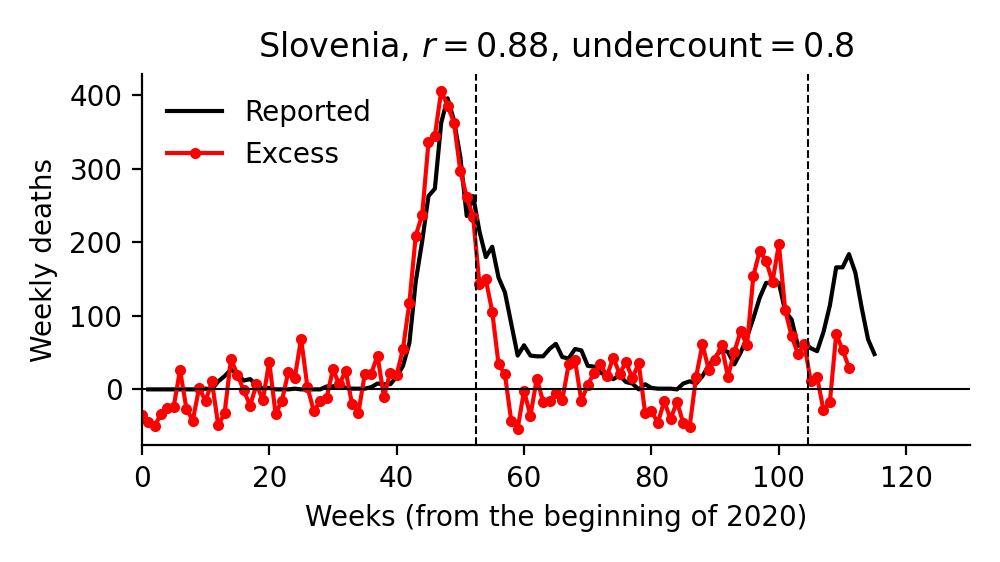 Slovenia, r = 0.88, undercount = 0.8
Reported
Excess
Weekly deaths
400
300
200
100
0
0 20 40 60 80 100 120
Weeks (from the beginning of 2020)